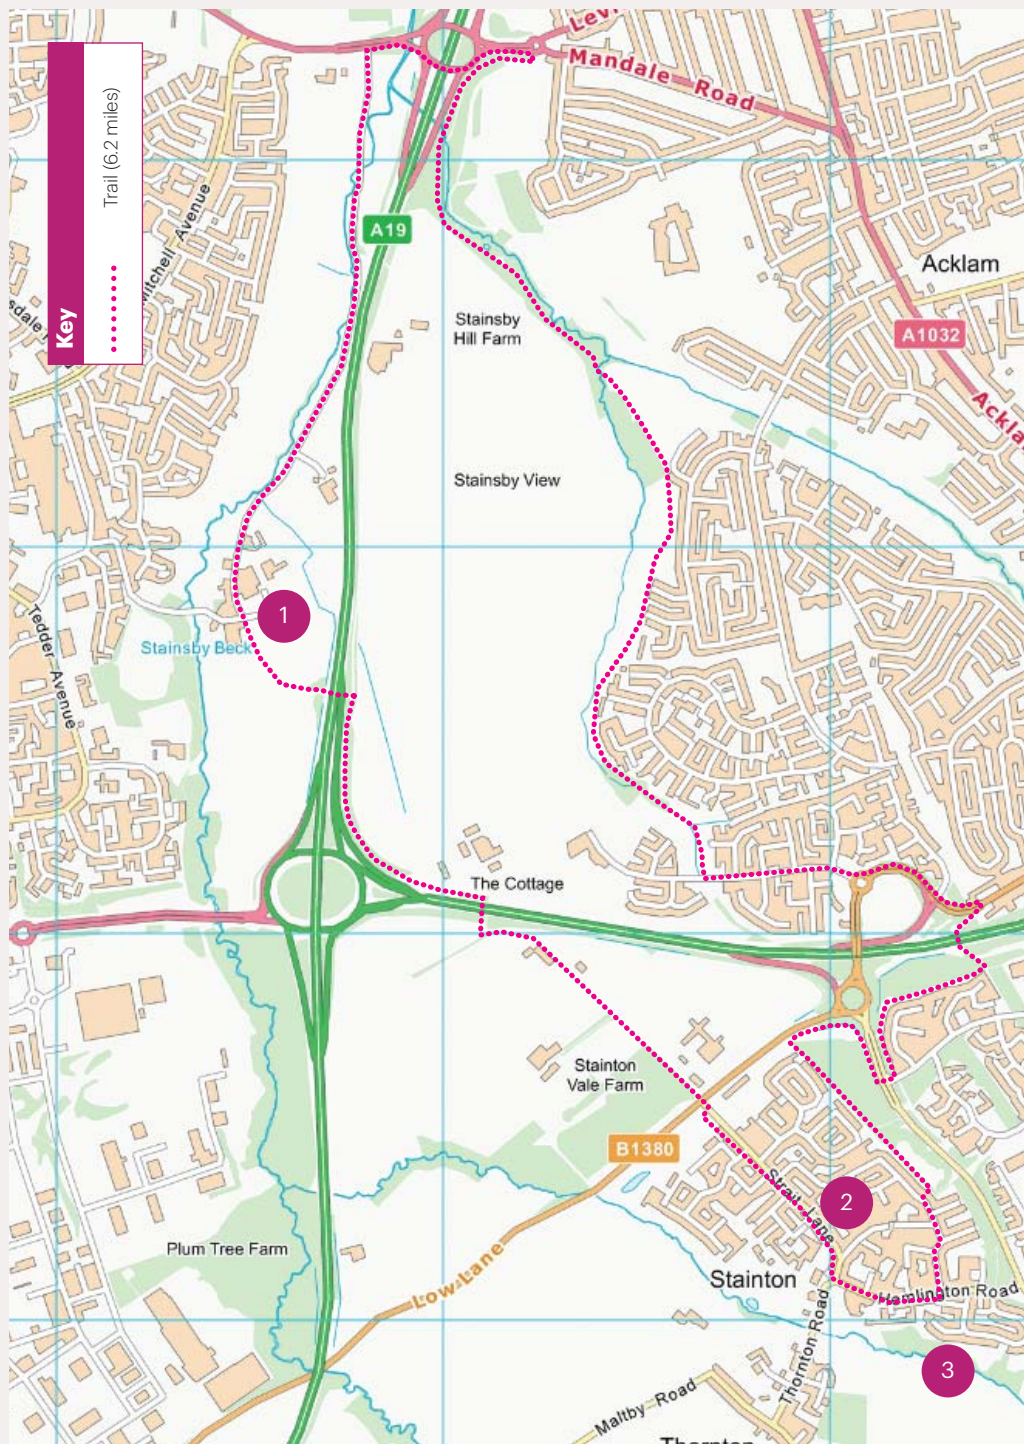 Key
Trail (6.2 miles)
Mandale Road
Mitchell Avenue
A19
Acklam
A1032
Stainsby
Hill Farm
Stainsby View
1
Stainsby Beck
Tedder Avenue
The Cottage
Stainton
Vale Farm
B1380
Strait Lane
2
Plum Tree Farm
Low Lane
Stainton
Hemlington Road
Thornton Road
3
Maltby Road